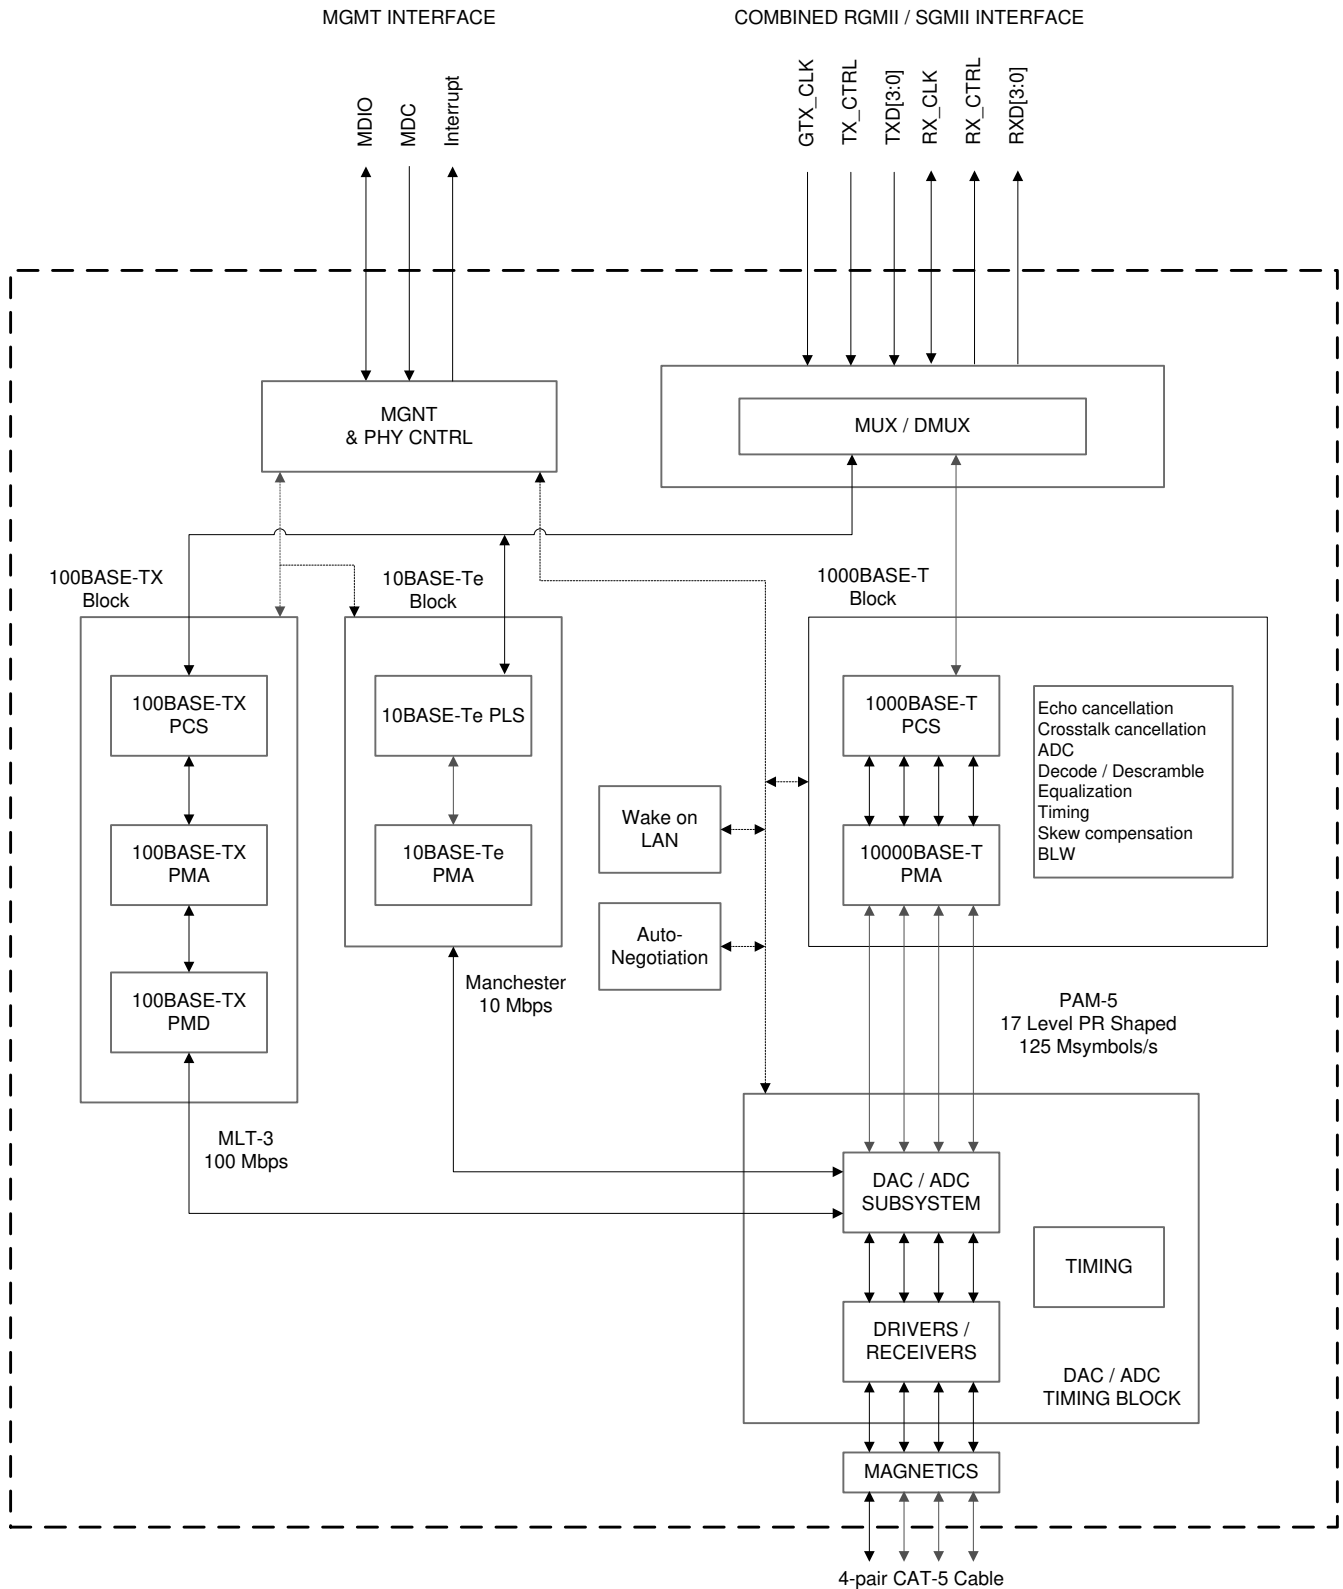 MGMT INTERFACE
COMBINED RGMII / SGMII INTERFACE
MDIO
MDC
Interrupt
GTX_CLK
TX_CTRL
TXD[3:0]
RX_CLK
RX_CTRL
RXD[3:0]
MGNT
& PHY CNTRL
MUX / DMUX
100BASE-TX
Block
10BASE-Te
Block
1000BASE-T
Block
100BASE-TX
PCS
10BASE-Te PLS
1000BASE-T
PCS
Echo cancellation
Crosstalk cancellation
ADC
Decode / Descramble
Equalization
Timing
Skew compensation
BLW
Wake on
LAN
100BASE-TX
PMA
10BASE-Te
PMA
10000BASE-T
PMA
Auto-
Negotiation
100BASE-TX
PMD
Manchester
10 Mbps
PAM-5
17 Level PR Shaped
125 Msymbols/s
MLT-3
100 Mbps
DAC / ADC
SUBSYSTEM
TIMING
DRIVERS /
RECEIVERS
DAC / ADC
TIMING BLOCK
MAGNETICS
4-pair CAT-5 Cable